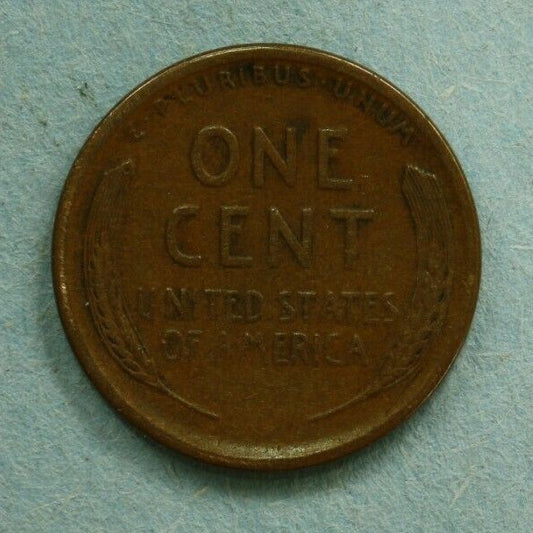 E·PLURIBUS·UNUM
ONE
CENT
UNITED STATES
OF AMERICA